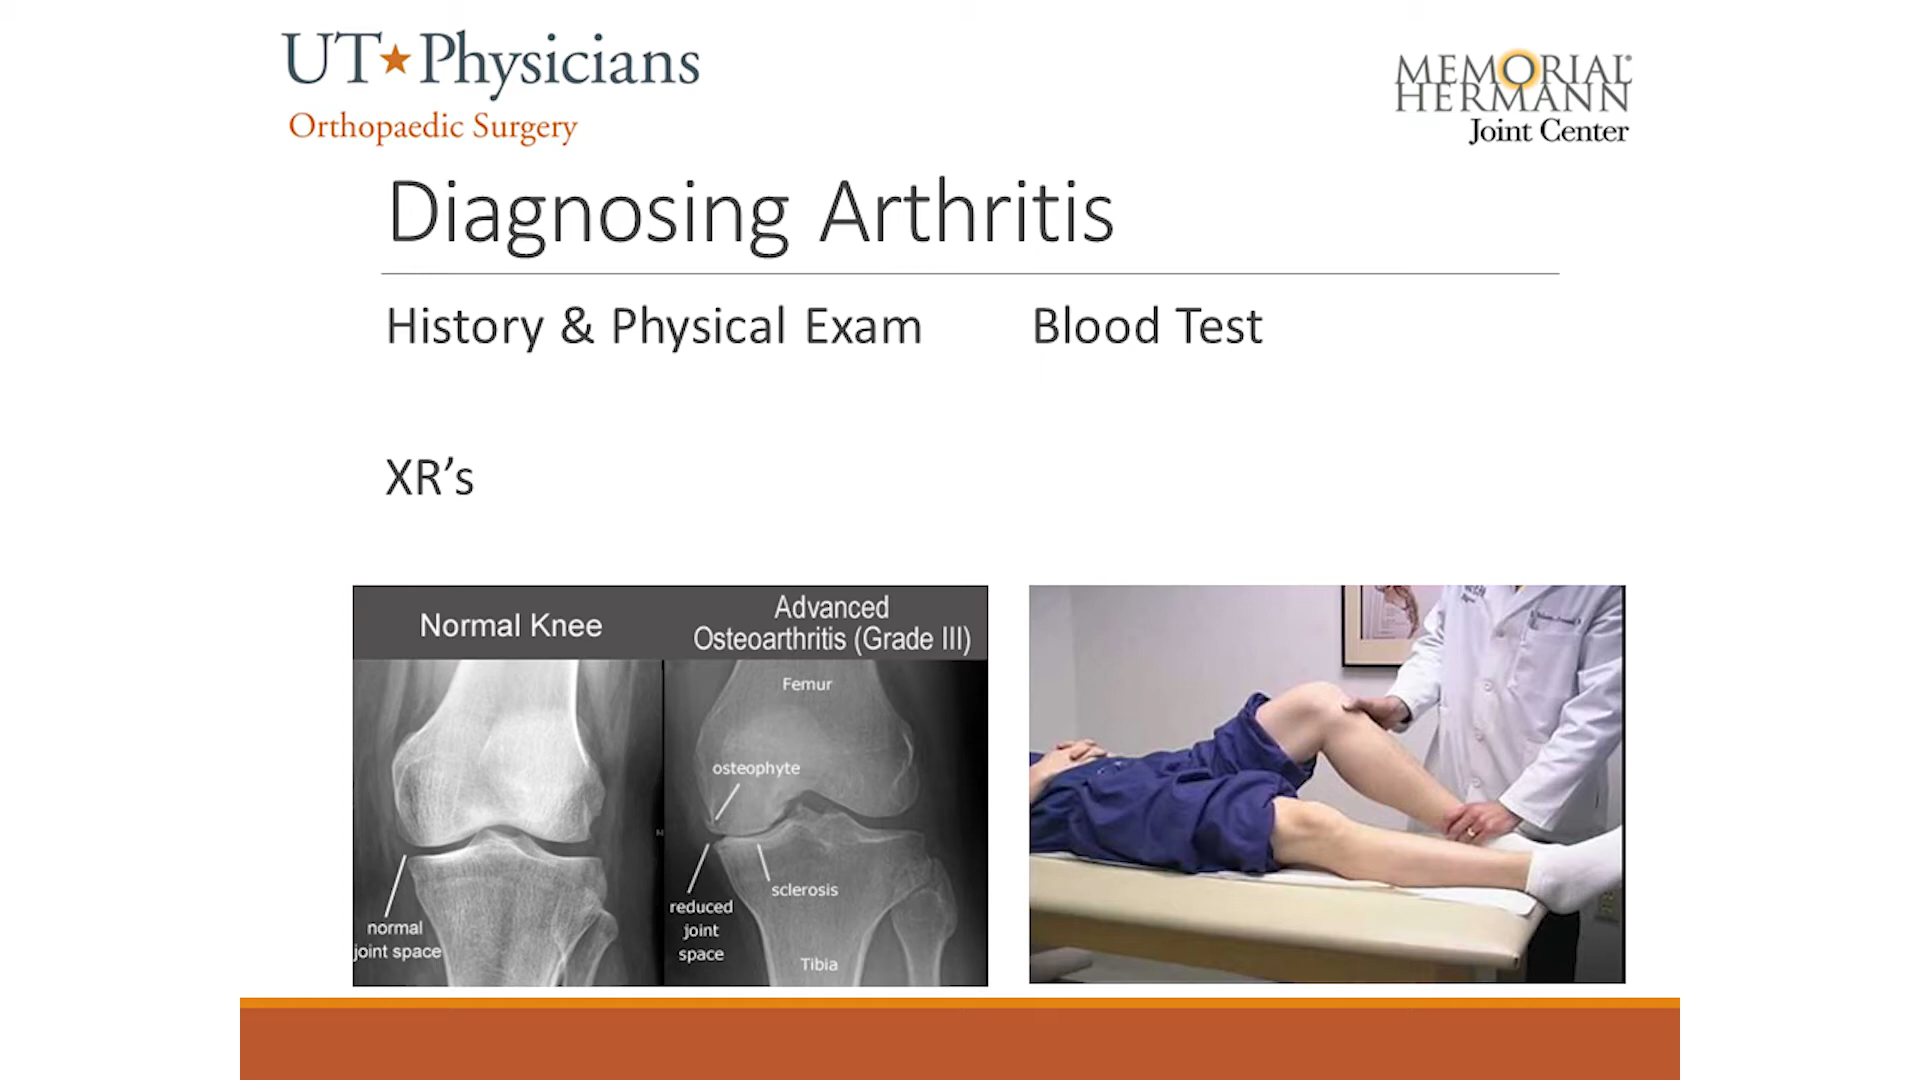 UT Physicians
Orthopaedic Surgery
MEMORIAL
HERMANN
Joint Center
Diagnosing Arthritis
History & Physical Exam
Blood Test
XR’s
Normal Knee
Advanced
Osteoarthritis (Grade III)
Femur
osteophyte
sclerosis
reduced
joint
space
Tibia
normal
joint space